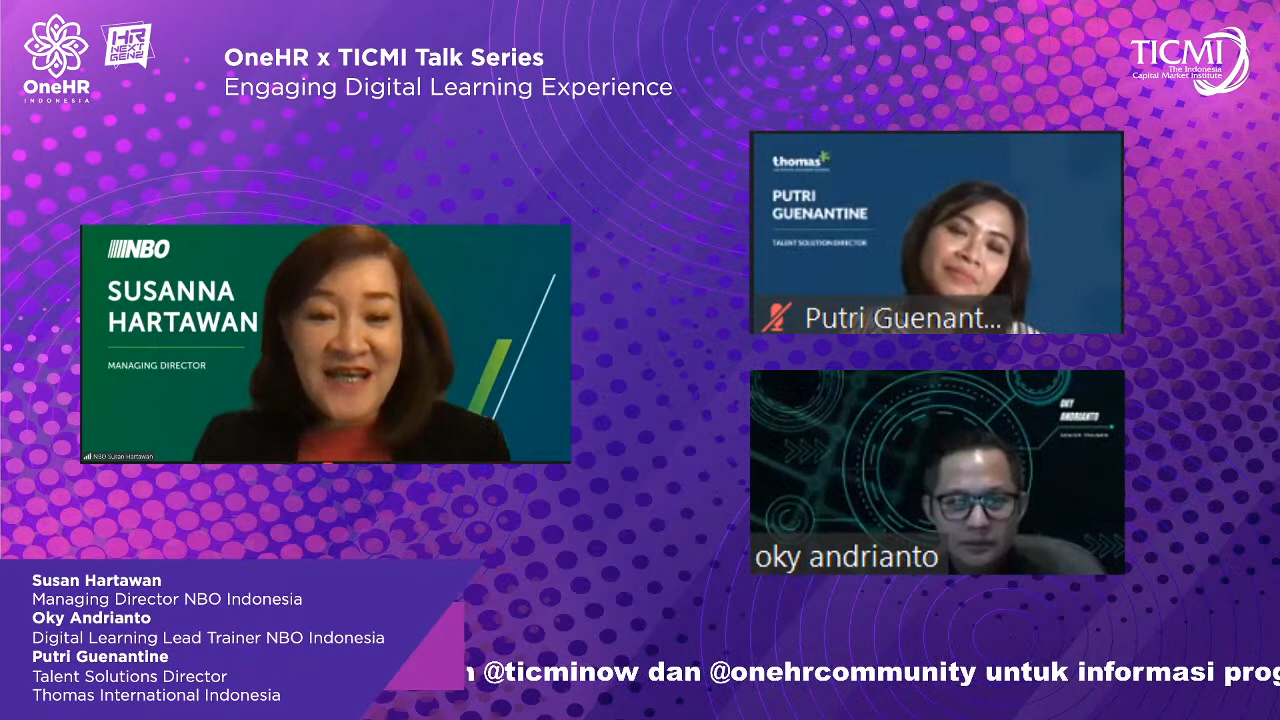 OneHR
INDONESIA
HR
NEXT
GEN
OneHR x TICMI Talk Series
Engaging Digital Learning Experience
TICMI
The Indonesia
Capital Market Institute
NBO
SUSANNA
HARTAWAN
MANAGING DIRECTOR
NBO Susan Hartawan
thomas
PUTRI
GUENANTINE
TALENT SOLUTION DIRECTOR
Putri Guenant...
OKY
ANDRIANTO
SENIOR TRAINER
oky andrianto
Susan Hartawan
Managing Director NBO Indonesia
Oky Andrianto
Digital Learning Lead Trainer NBO Indonesia
Putri Guenantine
Talent Solutions Director
Thomas International Indonesia
@ticminow dan @onehrcommunity untuk informasi